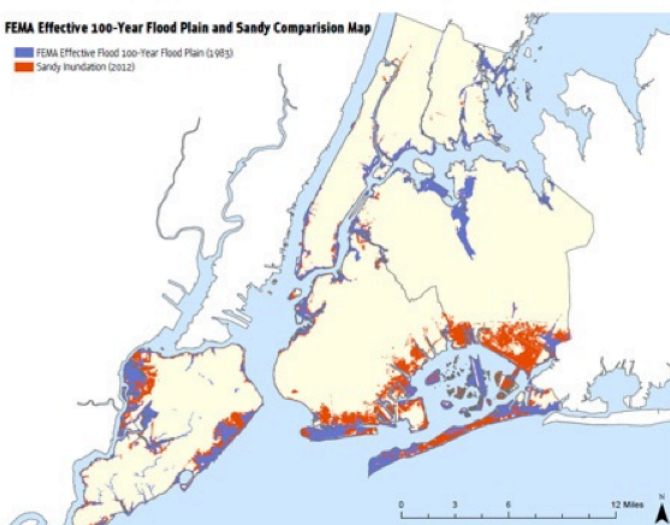 FEMA Effective 100-Year Flood Plain and Sandy Comparision Map
FEMA Effective Flood 100-Year Flood Plain (1983)
Sandy Inundation (2012)
0 3 6 12 Miles
N